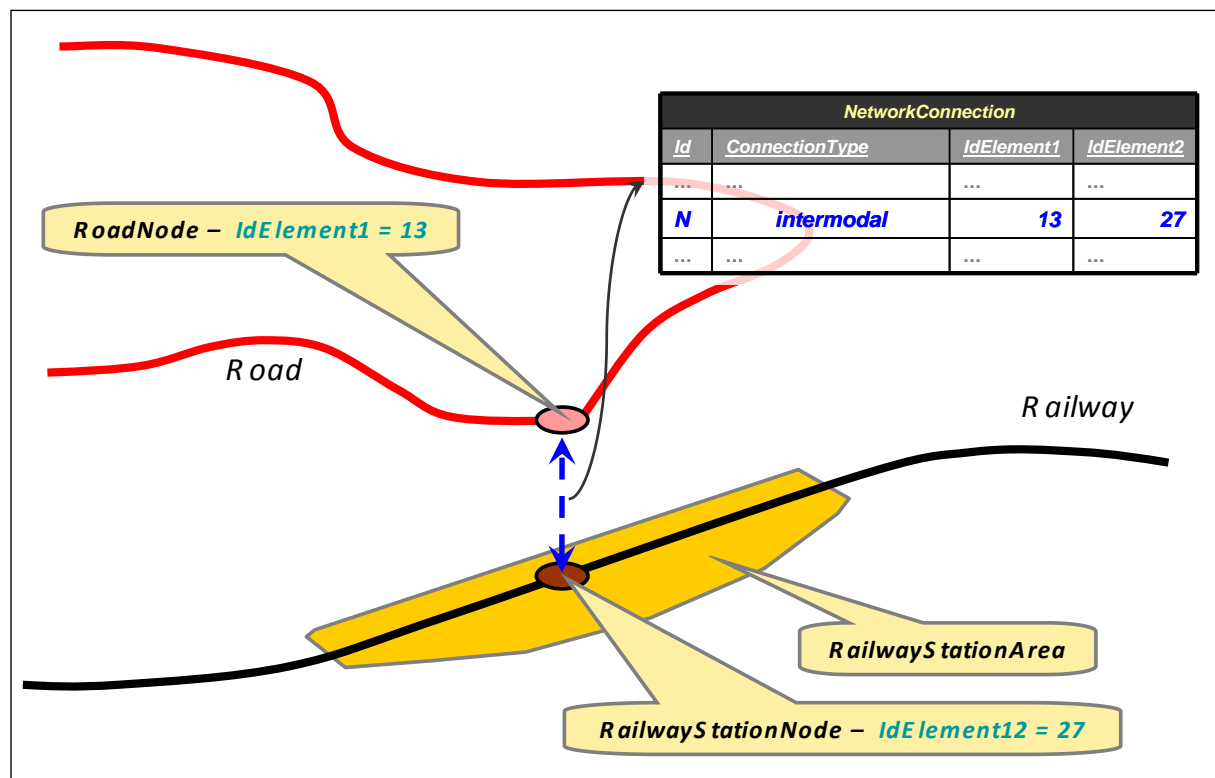 NetworkConnection
Id ConnectionType IdElement1 IdElement2
... ... ... ...
N intermodal 13 27
... ... ... ...
RoadNode – IdElement1 = 13
Road
Railway
RailwayStationArea
RailwayStationNode – IdElement12 = 27